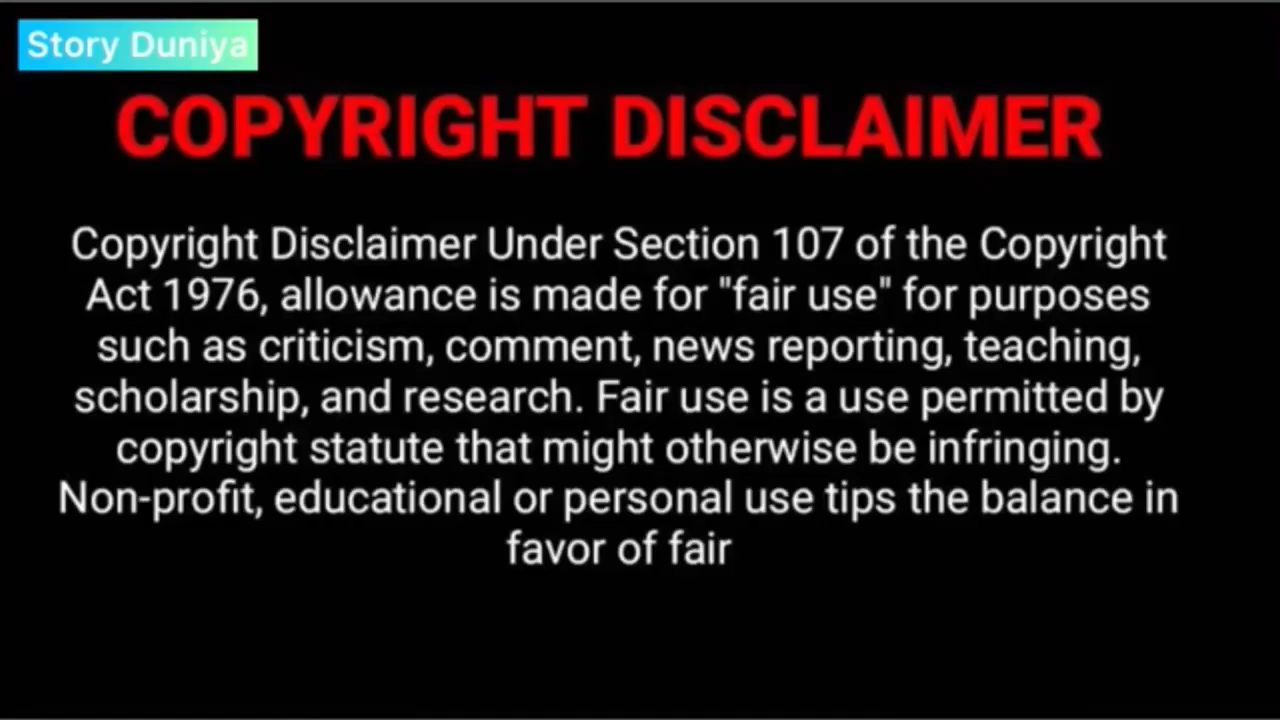 Story Duniya
COPYRIGHT DISCLAIMER
Copyright Disclaimer Under Section 107 of the Copyright
Act 1976, allowance is made for "fair use" for purposes
such as criticism, comment, news reporting, teaching,
scholarship, and research. Fair use is a use permitted by
copyright statute that might otherwise be infringing.
Non-profit, educational or personal use tips the balance in
favor of fair